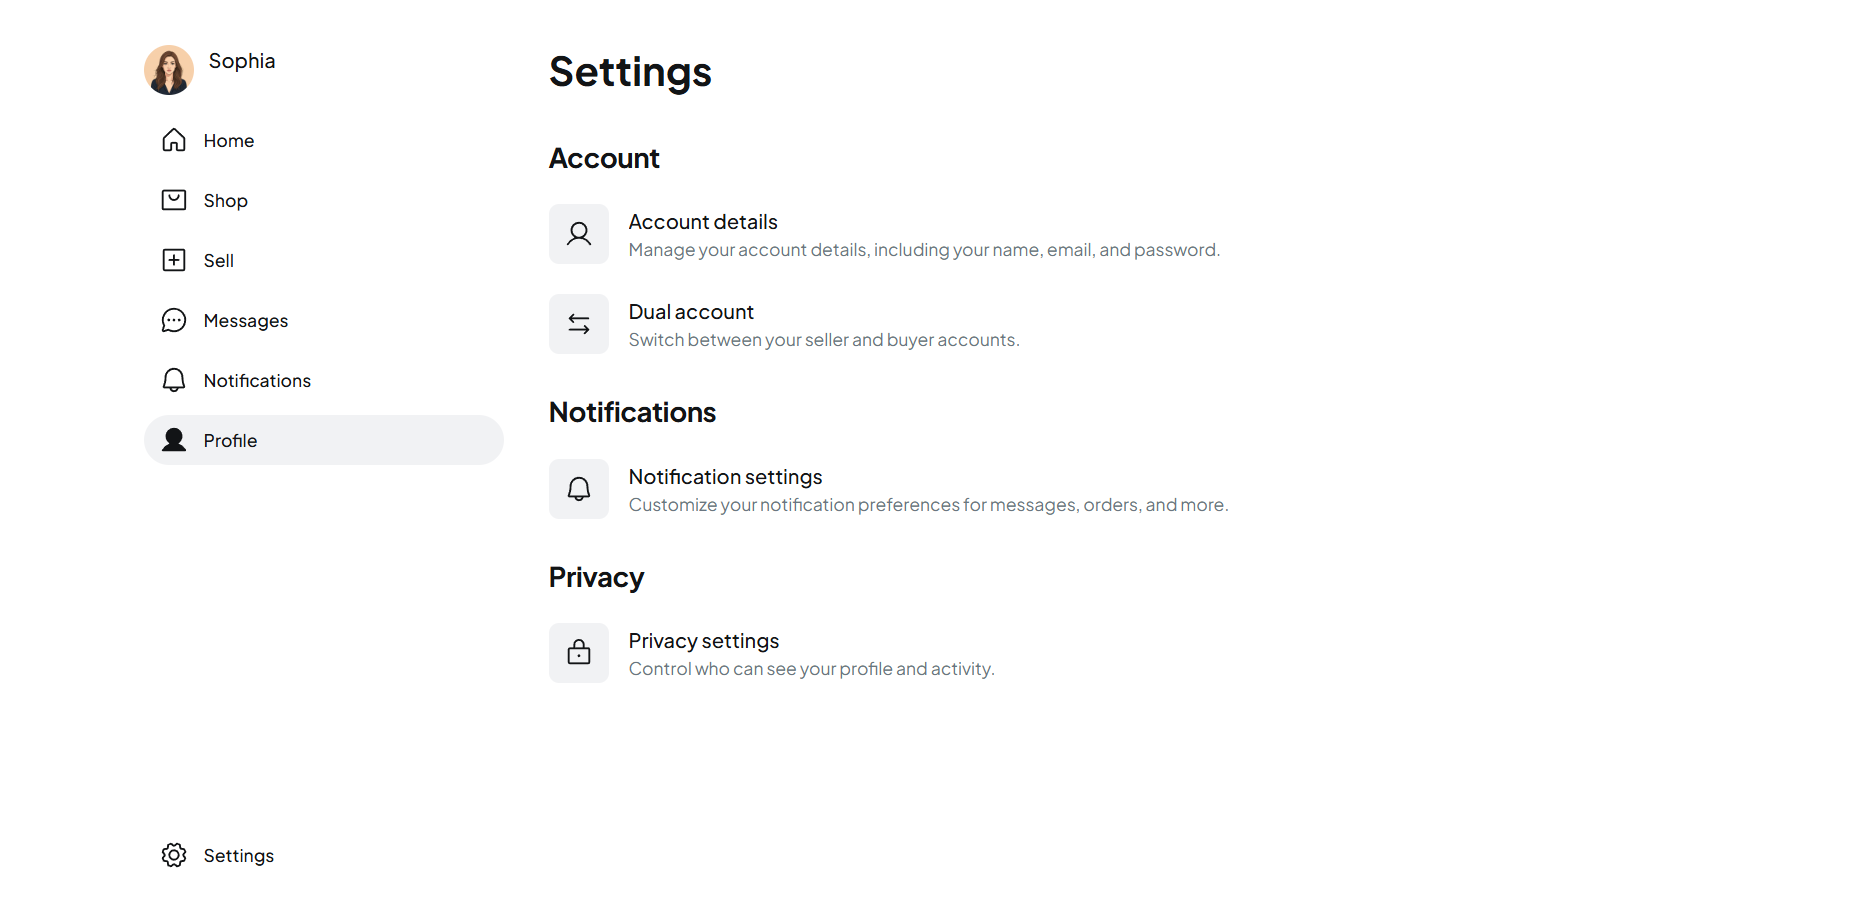 Sophia
Home
Shop
Sell
Messages
Notifications
Profile
Settings
Settings
Account
Account details
Manage your account details, including your name, email, and password.
Dual account
Switch between your seller and buyer accounts.
Notifications
Notification settings
Customize your notification preferences for messages, orders, and more.
Privacy
Privacy settings
Control who can see your profile and activity.